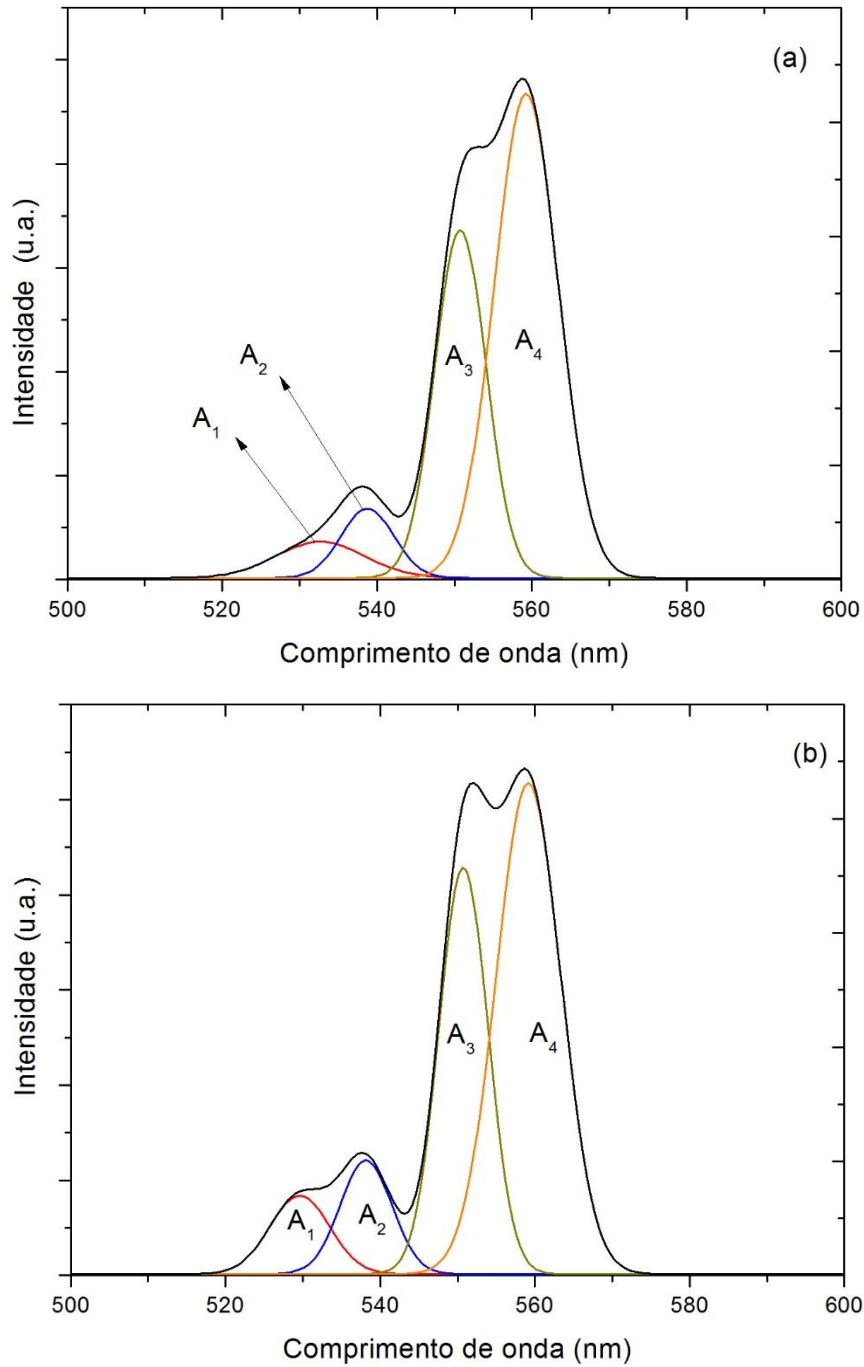 (a)
Intensidade (u.a.)
A₂
A₁
A₃
A₄
500 520 540 560 580 600
Comprimento de onda (nm)
(b)
Intensidade (u.a.)
A₁
A₂
A₃
A₄
500 520 540 560 580 600
Comprimento de onda (nm)